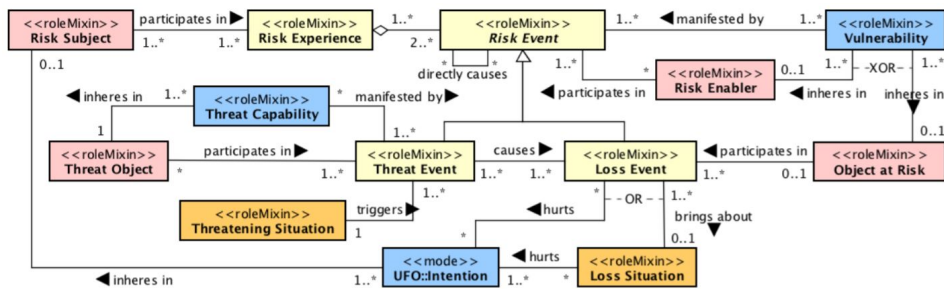 <<roleMixin>> participates in <<roleMixin>> 1..* <<roleMixin>> 1..* manifested by 1..* <<roleMixin>>
Risk Subject 1..* 1..* Risk Experience 2..* Risk Event Vulnerability
0..1 * * 1..* 1..* XOR 1..*
directly causes * <<roleMixin>> 0..1
inheres in 1..* <<roleMixin>> * manifested by participates in Risk Enabler inheres in inheres in
Threat Capability
1 1..* 0..1
<<roleMixin>> participates in <<roleMixin>> causes <<roleMixin>> participates in <<roleMixin>>
Threat Object * 1..* Threat Event 1..* 1..* Loss Event 1..* 0..1 Object at Risk
1..* * OR 1..*
<<roleMixin>> triggers hurts brings about
Threatening Situation 1 * 0..1
<<mode>> hurts <<roleMixin>>
inheres in 1..* UFO::Intention 1..* * Loss Situation